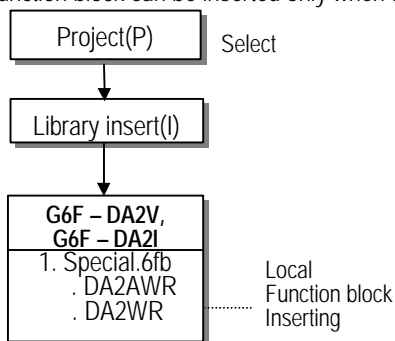 unction block can be inserted only when
Project(P)
Select
Library insert(I)
G6F – DA2V,
G6F – DA2I
1. Special.6fb
. DA2AWR
. DA2WR
Local
Function block
Inserting